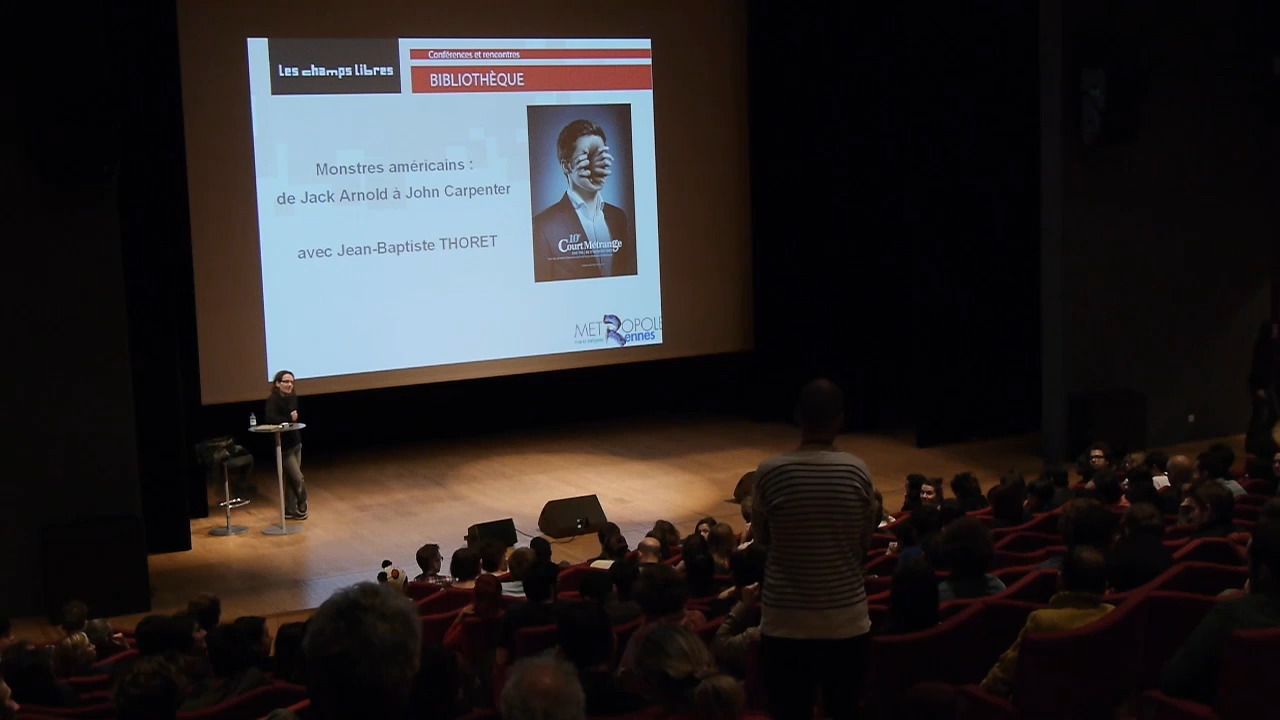 Les champs Libres
Conférences et rencontres
BIBLIOTHÈQUE
Monstres américains :
de Jack Arnold à John Carpenter
avec Jean-Baptiste THORET
10e
Court Métrange
METROPOLE
Rennes